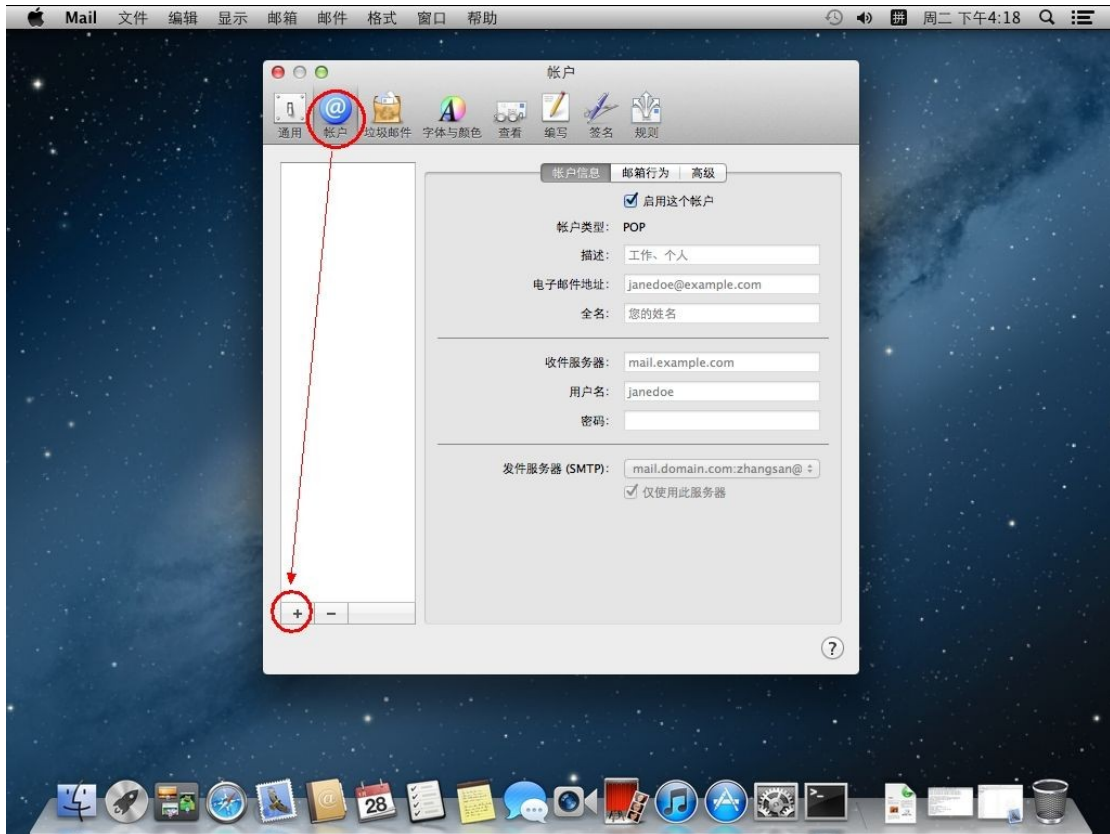 Mail 文件 编辑 显示 邮箱 邮件 格式 窗口 帮助 拼 周二 下午4:18
帐户
通用 帐户 垃圾邮件 字体与颜色 查看 编写 签名 规则
帐户信息 邮箱行为 高级
启用这个帐户
帐户类型: POP
描述: 工作、个人
电子邮件地址: janedoe@example.com
全名: 您的姓名
收件服务器: mail.example.com
用户名: janedoe
密码:
发件服务器 (SMTP): mail.domain.com:zhangsan@
仅使用此服务器
+ −
?
28